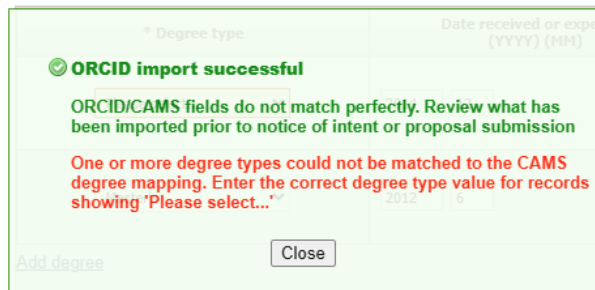 * Degree type
Date received or expe
(YYYY) (MM)
ORCID import successful
ORCID/CAMS fields do not match perfectly. Review what has
been imported prior to notice of intent or proposal submission
One or more degree types could not be matched to the CAMS
degree mapping. Enter the correct degree type value for records
showing 'Please select...'
2012 6
Close
Add degree